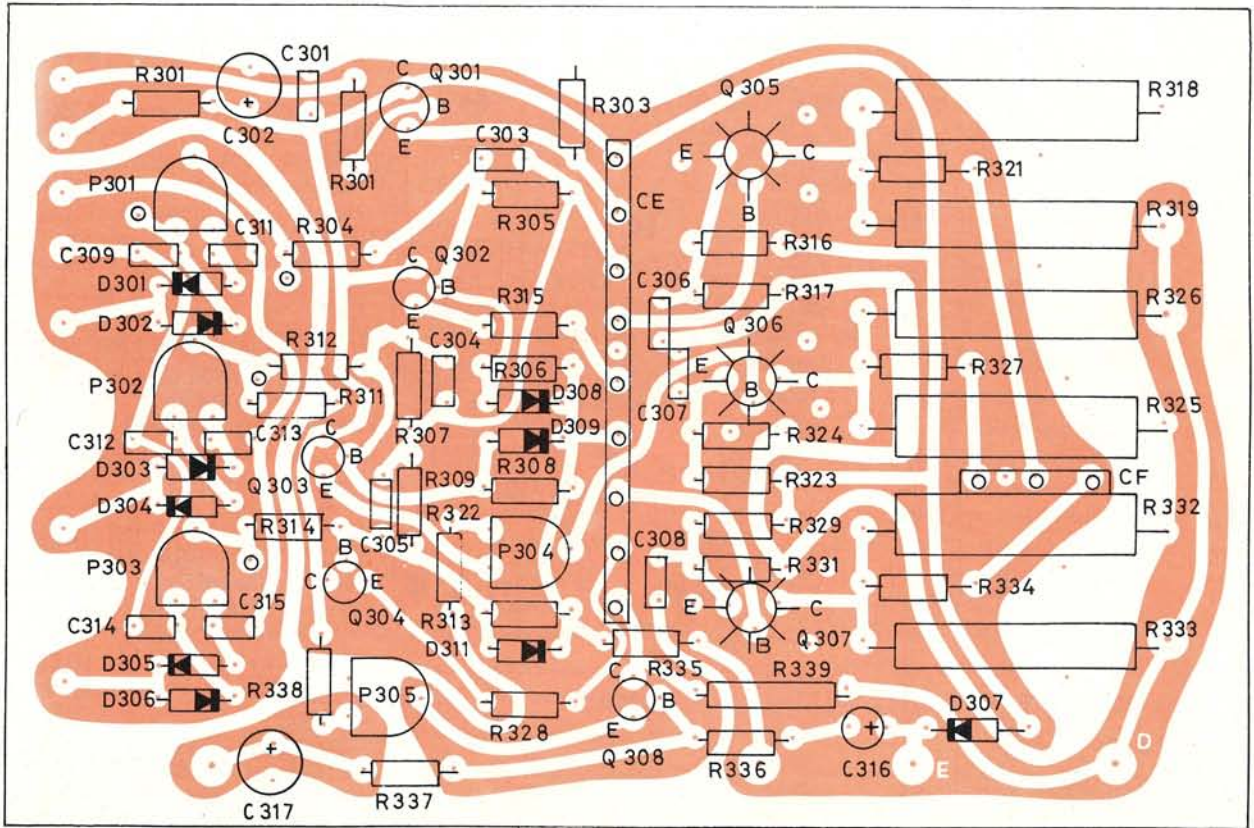 C301
R301
C Q301
B
E
C302
R301
R303
C303
R305
Q305
E C
B
R318
R321
P301
CE
R319
C309
C311
R304
C Q302
B
E
R316
D301
C306
R317
R326
D302
R315
Q306
E C
B
R312
C304
R306
R327
P302
D308
R311
R307
C307
R325
C312
C313
C
B
E
D309
R324
D303
R308
R323
CF
Q303
R309
D304
R322
R332
R314
C305
P304
R329
C308
P303
B
C E
R331
R334
C315
E C
B
C314
Q304
R313
Q307
R333
D305
D311
R335
D306
R338
P305
C
B
E
R339
D307
R328
Q308
R336
C316
E
D
C317
R337
+
+
+